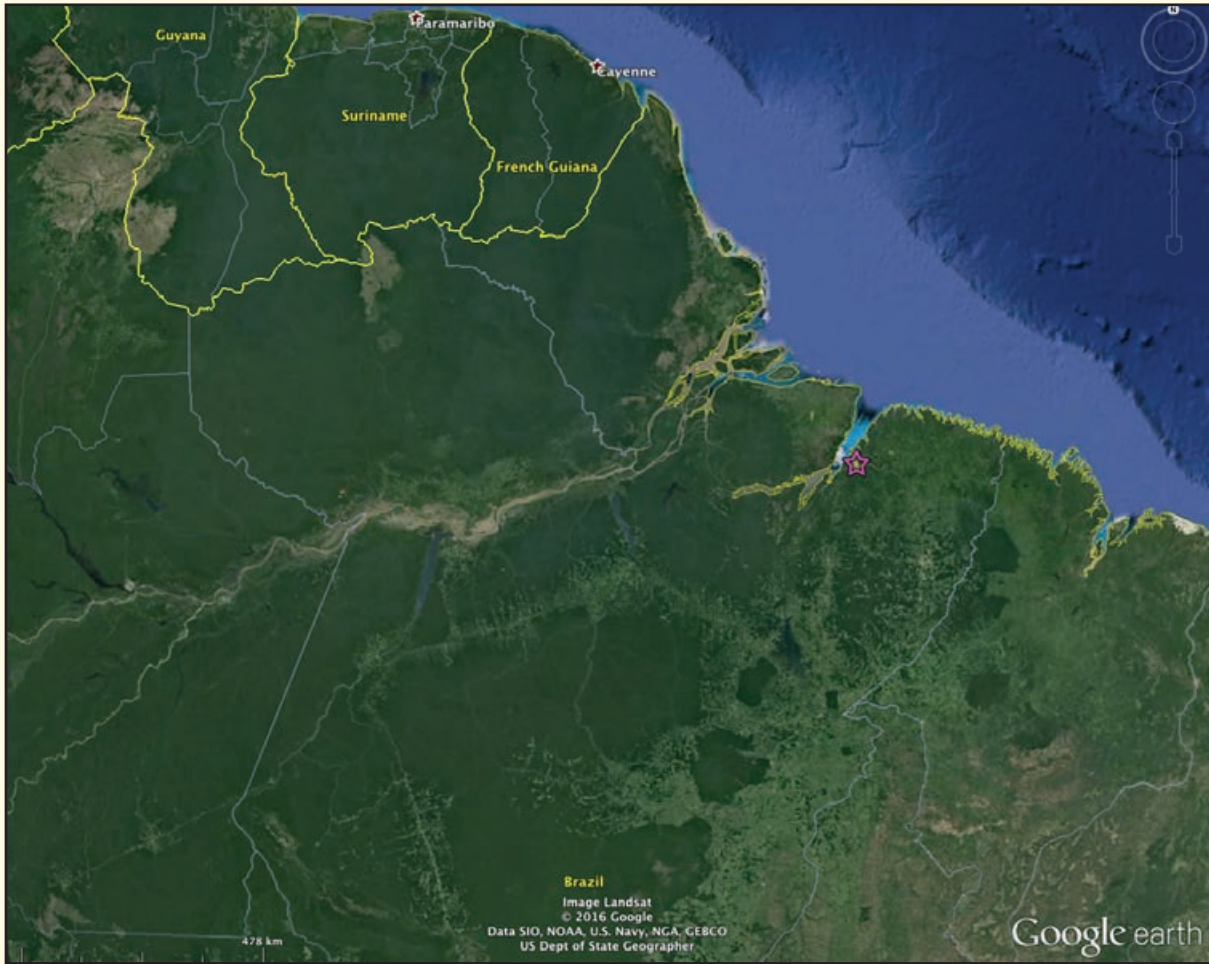 N
Paramaribo
Guyana
Cayenne
Suriname
French Guiana
Brazil
Image Landsat
© 2016 Google
Data SIO, NOAA, U.S. Navy, NGA, GEBCO
US Dept of State Geographer
478 km
Google earth